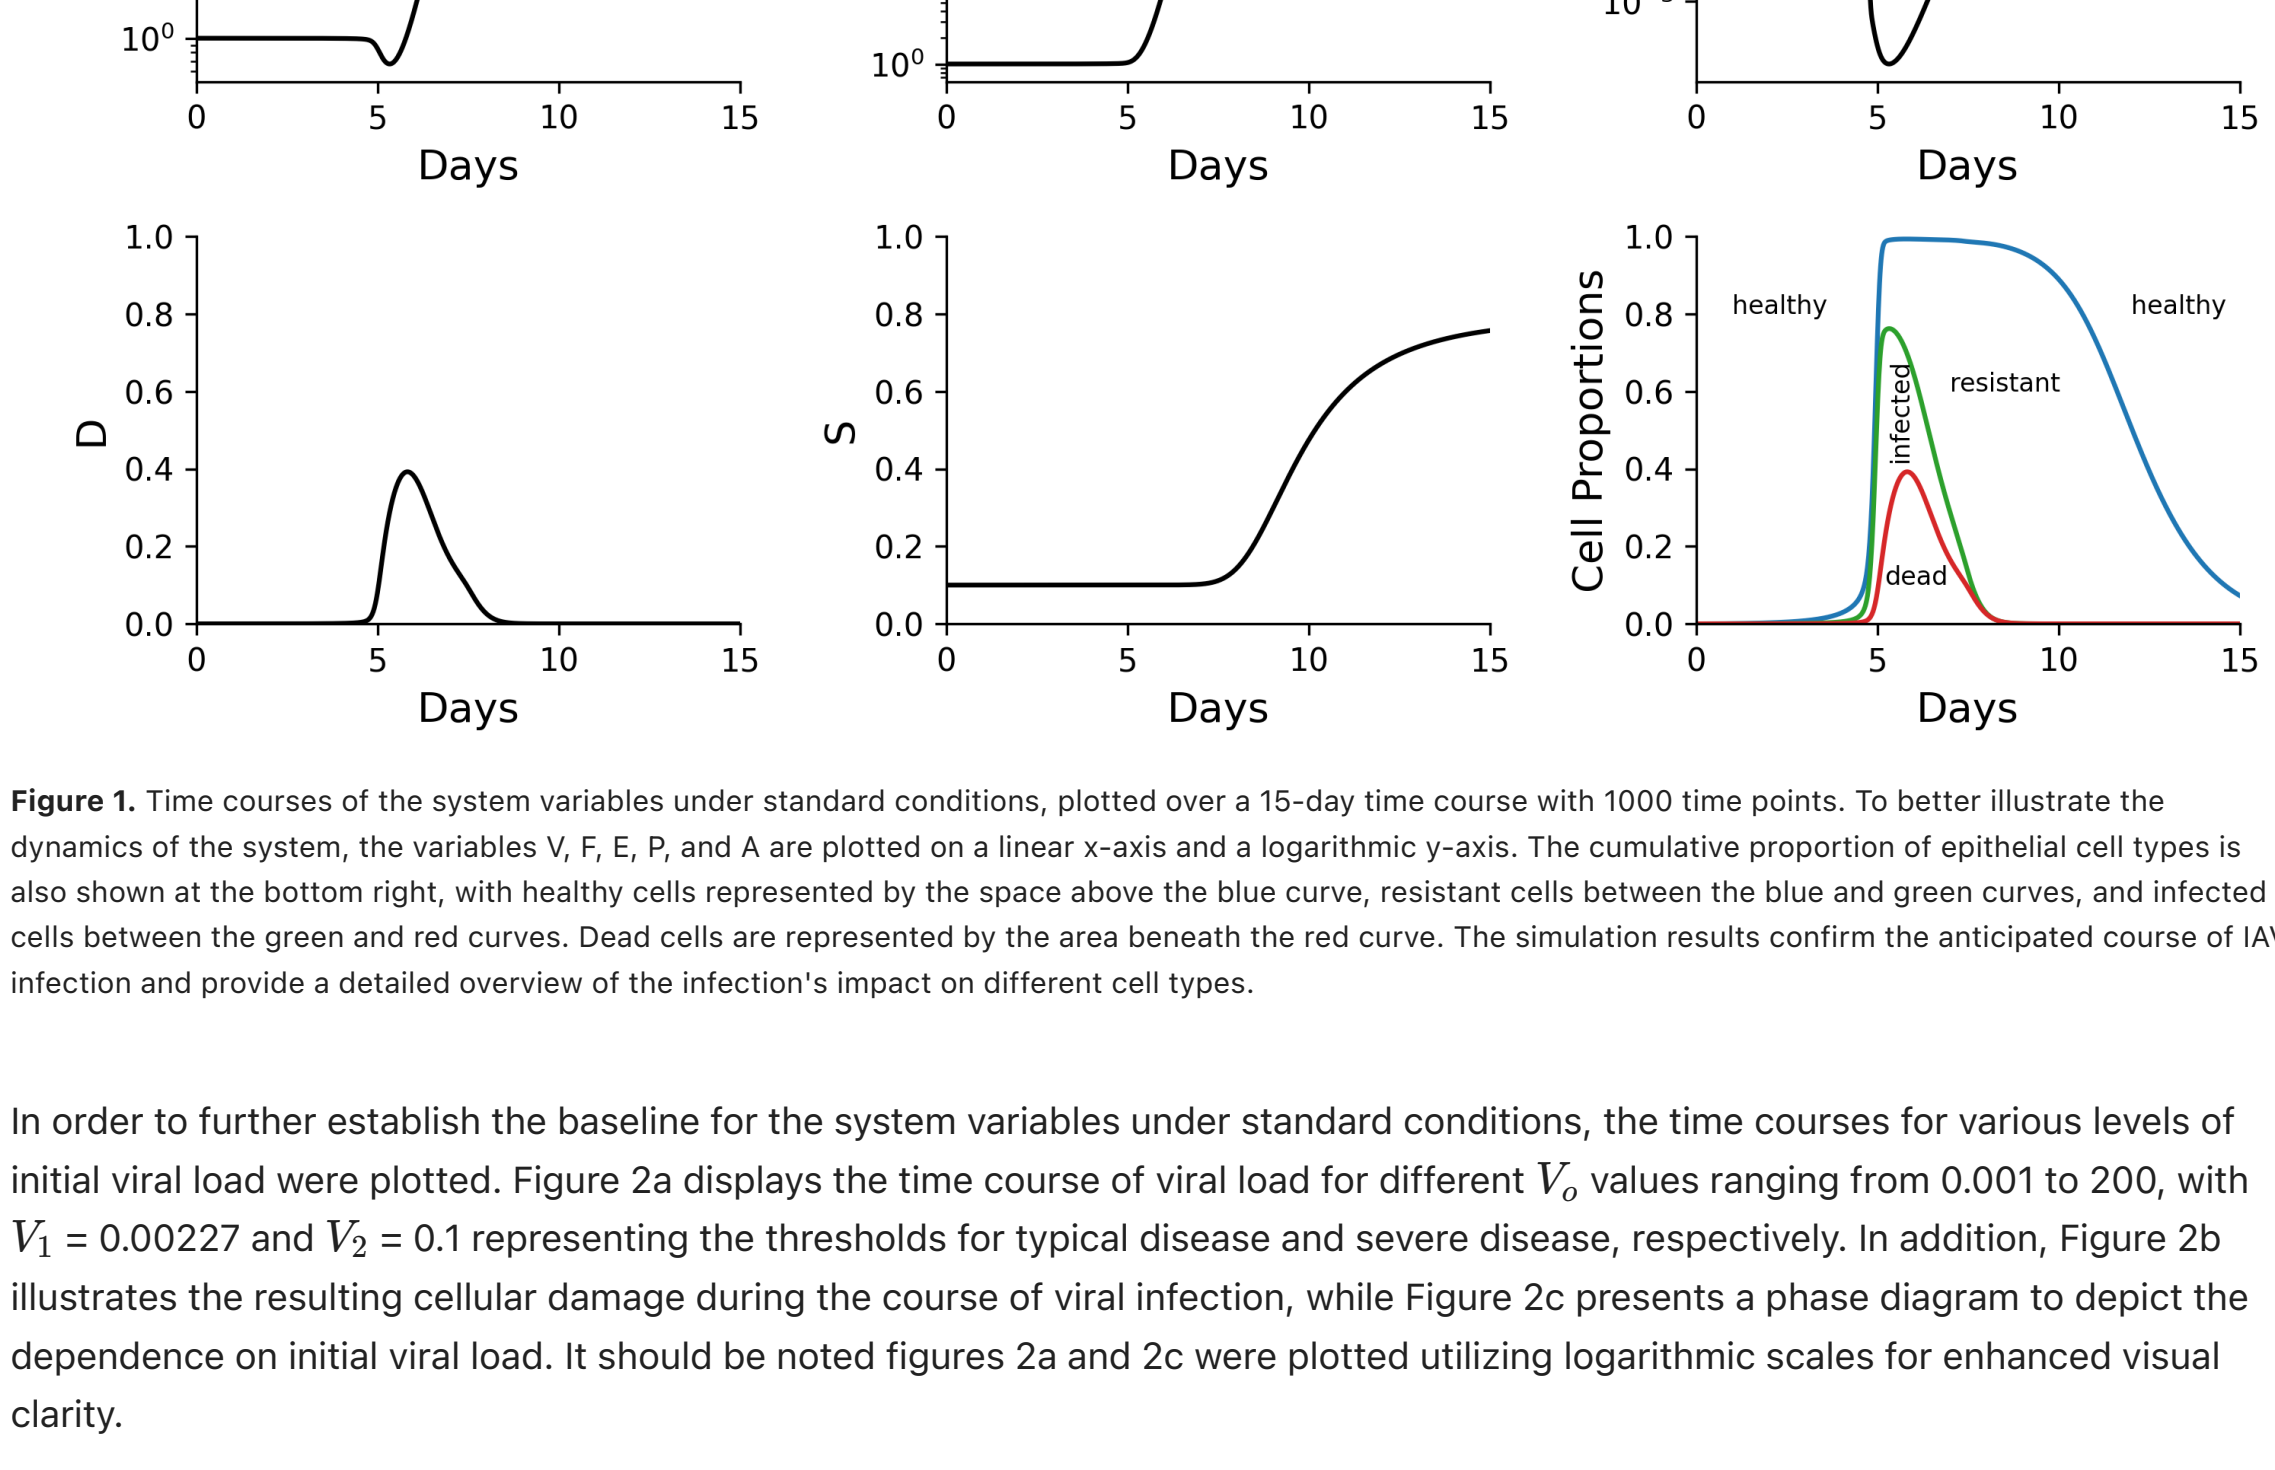 10⁰
10⁰
10
0 5 10 15
Days
0 5 10 15
Days
0 5 10 15
Days
1.0
0.8
0.6
0.4
0.2
0.0
D
0 5 10 15
Days
1.0
0.8
0.6
0.4
0.2
0.0
S
0 5 10 15
Days
1.0
0.8
0.6
0.4
0.2
0.0
Cell Proportions
healthy
infected
resistant
dead
healthy
0 5 10 15
Days
Figure 1. Time courses of the system variables under standard conditions, plotted over a 15-day time course with 1000 time points. To better illustrate the
dynamics of the system, the variables V, F, E, P, and A are plotted on a linear x-axis and a logarithmic y-axis. The cumulative proportion of epithelial cell types is
also shown at the bottom right, with healthy cells represented by the space above the blue curve, resistant cells between the blue and green curves, and infected
cells between the green and red curves. Dead cells are represented by the area beneath the red curve. The simulation results confirm the anticipated course of IAV
infection and provide a detailed overview of the infection's impact on different cell types.
In order to further establish the baseline for the system variables under standard conditions, the time courses for various levels of
initial viral load were plotted. Figure 2a displays the time course of viral load for different Vₒ values ranging from 0.001 to 200, with
V₁ = 0.00227 and V₂ = 0.1 representing the thresholds for typical disease and severe disease, respectively. In addition, Figure 2b
illustrates the resulting cellular damage during the course of viral infection, while Figure 2c presents a phase diagram to depict the
dependence on initial viral load. It should be noted figures 2a and 2c were plotted utilizing logarithmic scales for enhanced visual
clarity.